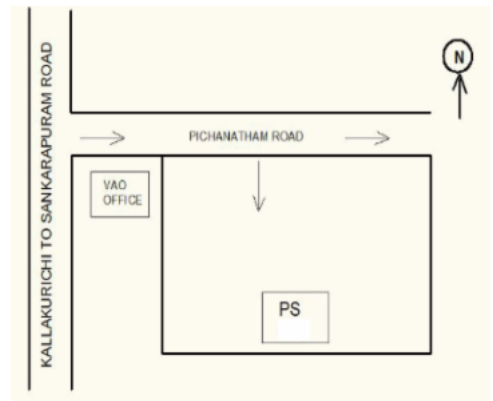 KALLAKURICHI TO SANKARAPURAM ROAD
N
PICHANATHAM ROAD
VAO
OFFICE
PS